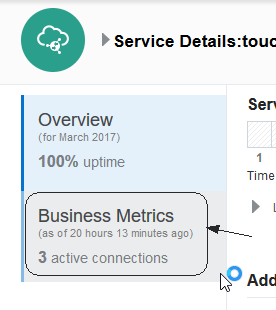 Service Details:touc
Overview
(for March 2017)
100% uptime
Business Metrics
(as of 20 hours 13 minutes ago)
3 active connections
Serv
1
Time
L
Add